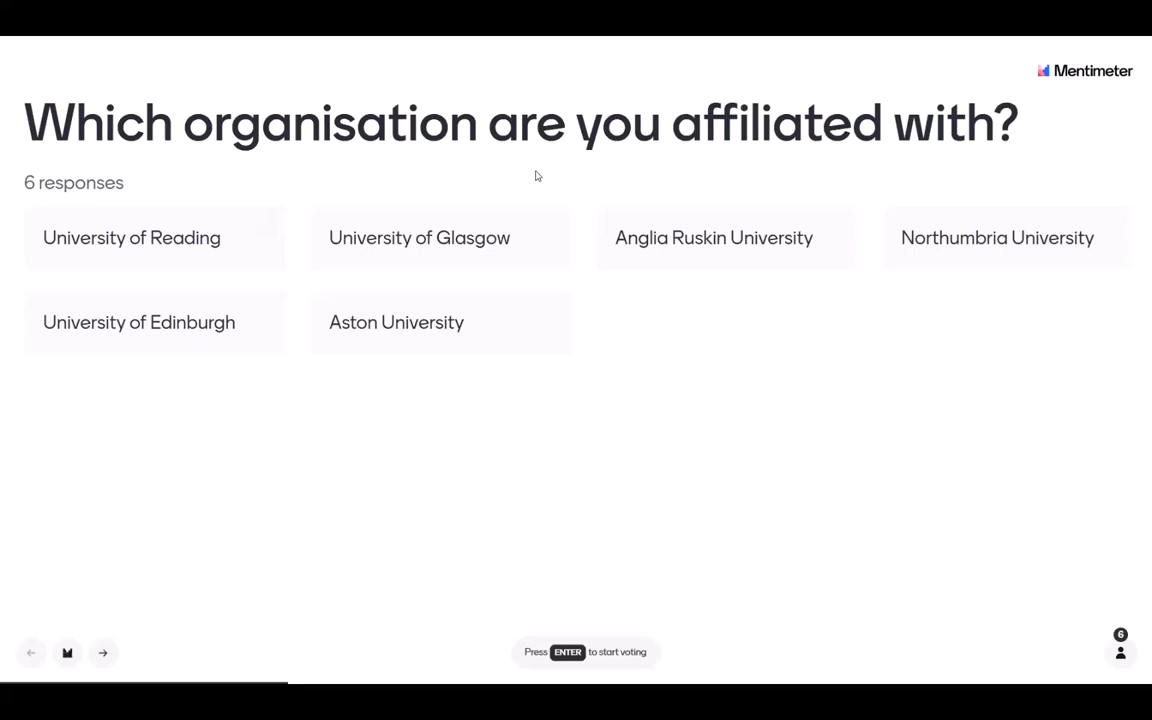 Mentimeter
Which organisation are you affiliated with?
6 responses
University of Reading
University of Glasgow
Anglia Ruskin University
Northumbria University
University of Edinburgh
Aston University
Press ENTER to start voting
6